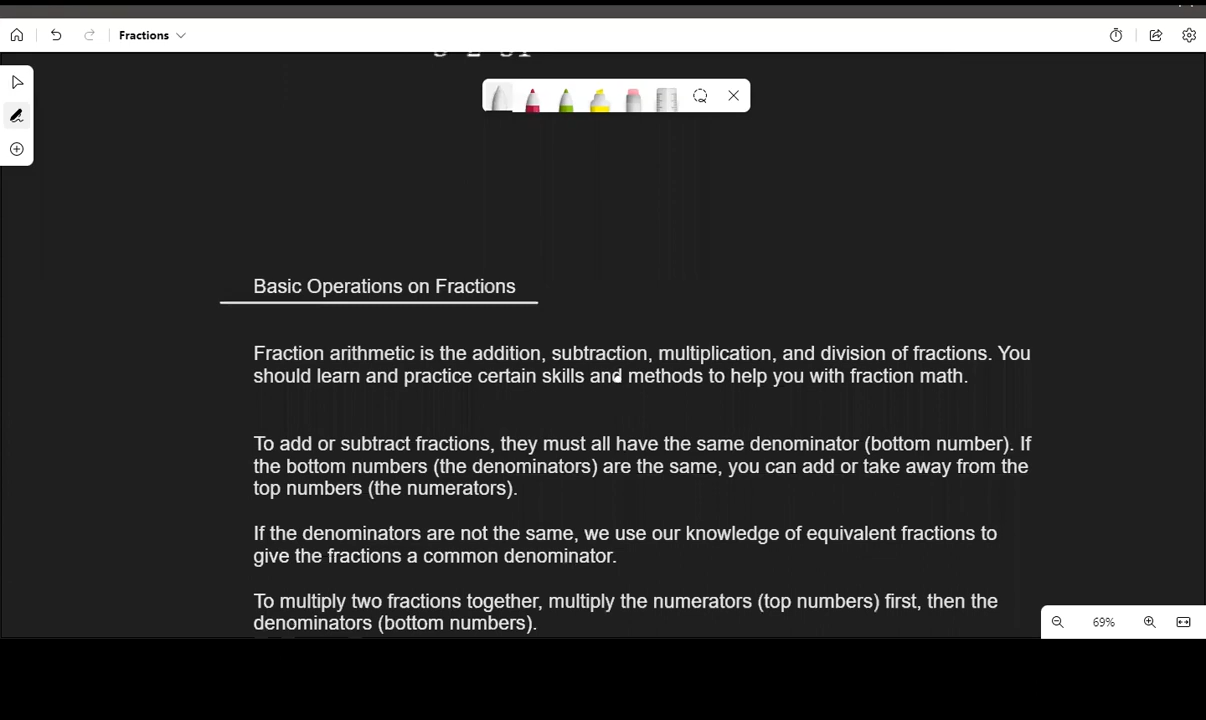 Fractions
Basic Operations on Fractions
Fraction arithmetic is the addition, subtraction, multiplication, and division of fractions. You
should learn and practice certain skills and methods to help you with fraction math.
To add or subtract fractions, they must all have the same denominator (bottom number). If
the bottom numbers (the denominators) are the same, you can add or take away from the
top numbers (the numerators).
If the denominators are not the same, we use our knowledge of equivalent fractions to
give the fractions a common denominator.
To multiply two fractions together, multiply the numerators (top numbers) first, then the
denominators (bottom numbers).
69%